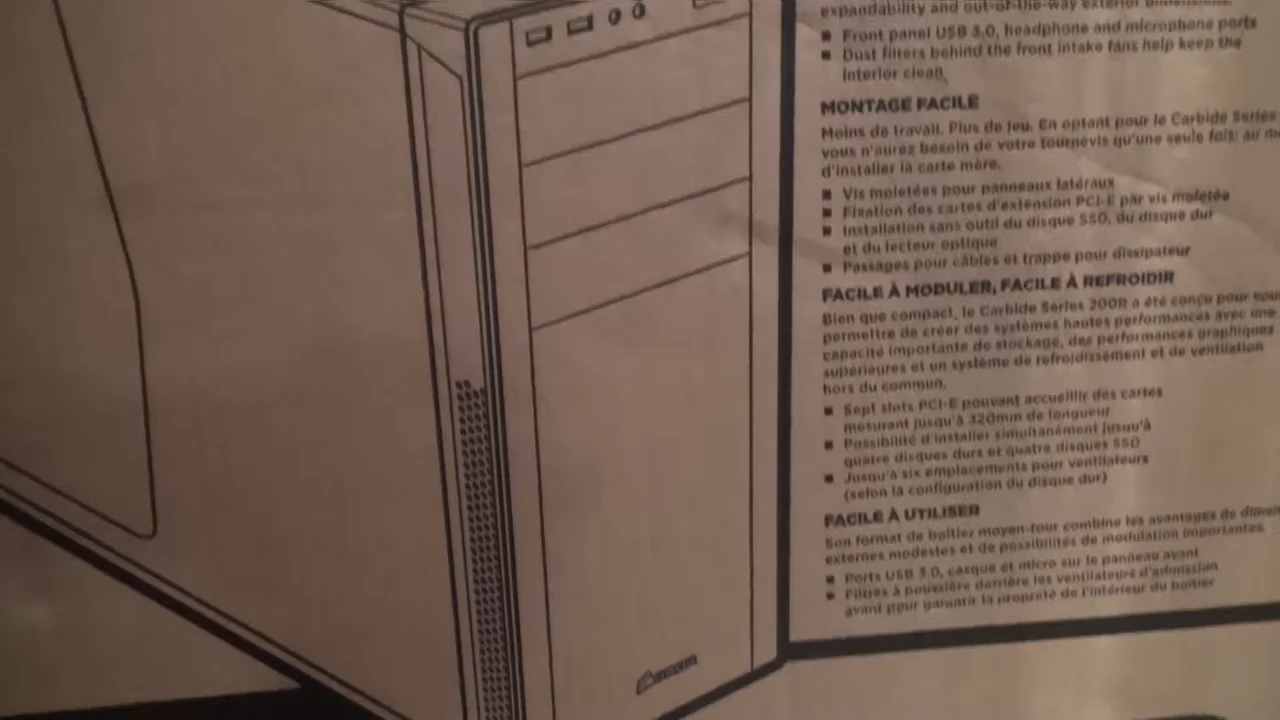 expandability and out-of-the-way exterior dimensions.
■ Front panel USB 3.0, headphone and microphone ports
■ Dust filters behind the front intake fans help keep the
interior clean.
MONTAGE FACILE
Moins de travail. Plus de jeu. En optant pour le Carbide Series
vous n'aurez besoin de votre tournevis qu'une seule fois: au
d'installer la carte mère.
■ Vis moletées pour panneaux latéraux
■ Fixation des cartes d'extension PCI-E par vis moletée
■ Installation sans outil du disque SSD, du disque dur
et du lecteur optique
■ Passages pour câbles et trappe pour dissipateur
FACILE À MODULER, FACILE À REFROIDIR
Bien que compact, le Carbide Series 200R a été conçu pour vous
permettre de créer des systèmes hautes performances avec une
capacité importante de stockage, des performances graphiques
supérieures et un système de refroidissement et de ventilation
hors du commun.
■ Sept slots PCI-E pouvant accueillir des cartes
mesurant jusqu'à 320mm de longueur
■ Possibilité d'installer simultanément jusqu'à
quatre disques durs et quatre disques SSD
■ Jusqu'à six emplacements pour ventilateurs
(selon la configuration du disque dur)
FACILE À UTILISER
Son format de boîtier moyen-tour combine les avantages de
externes modestes et de possibilités de modulation importantes.
■ Ports USB 3.0, casque et micro sur le panneau avant
■ Filtres à poussière derrière les ventilateurs d'admission
avant pour garantir la propreté de l'intérieur du boîtier
CORSAIR